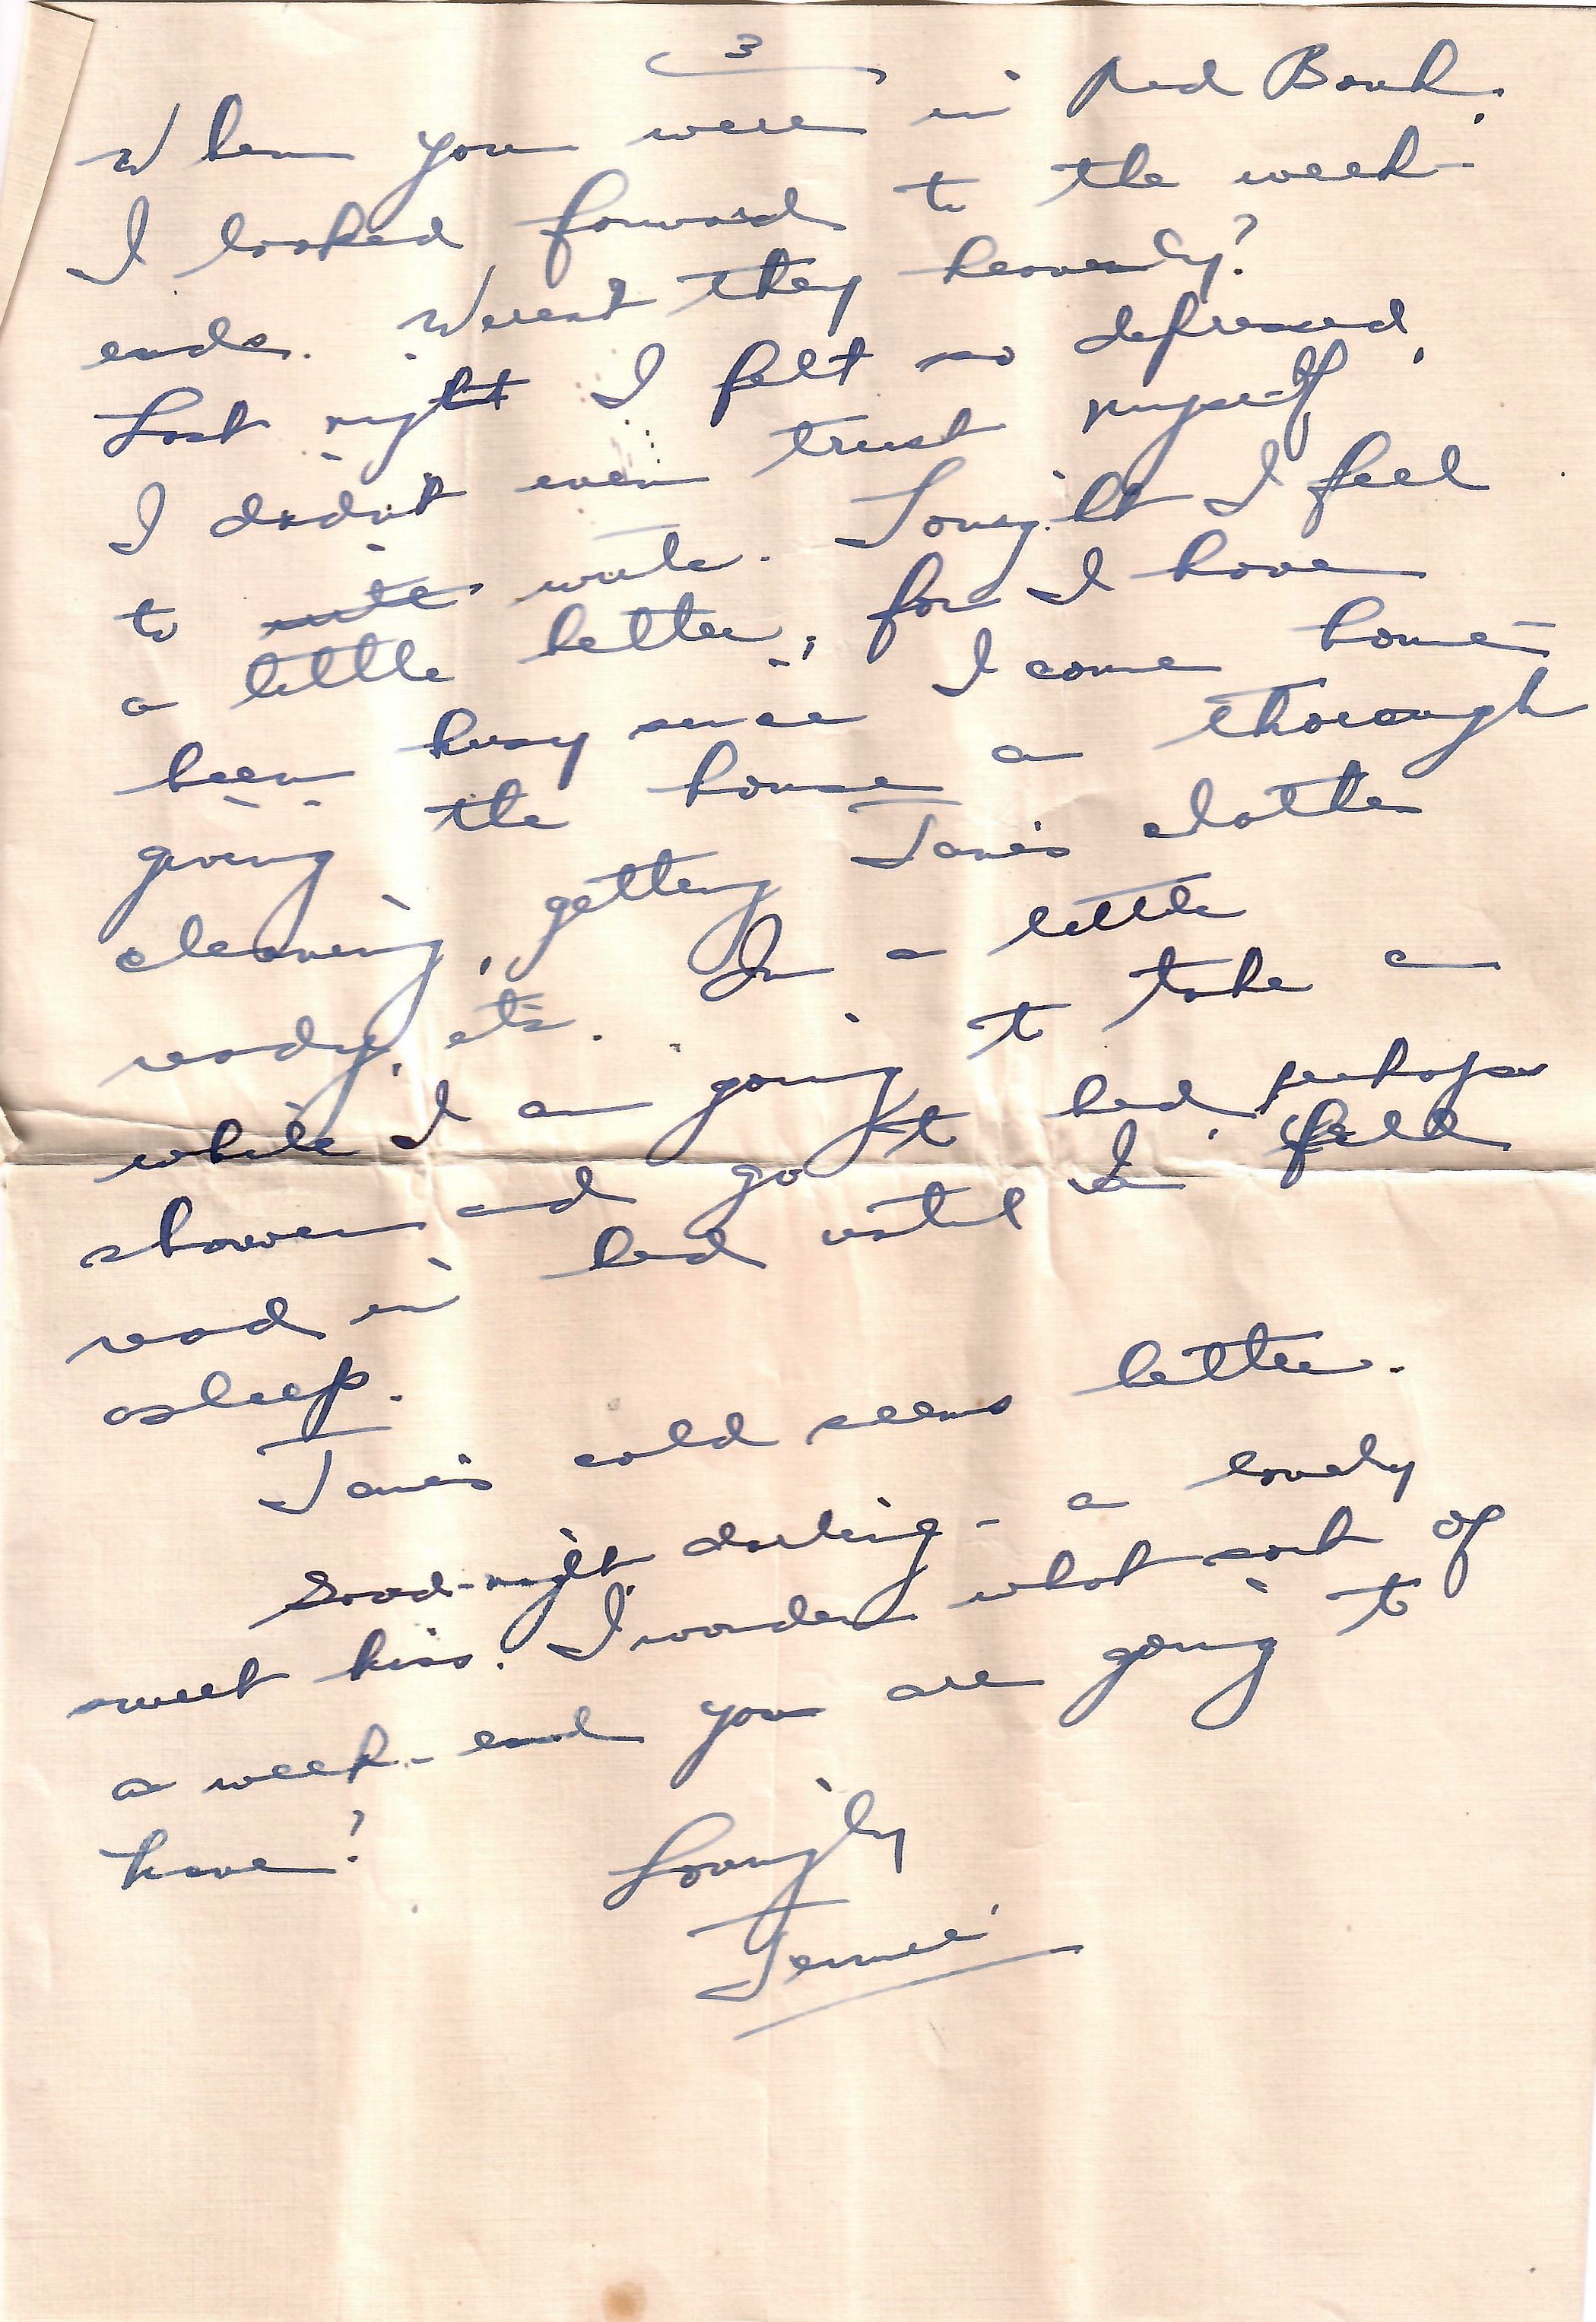 3
When you were in Red Bank,
I looked forward to the week-
ends. Weren't they heavenly?
Last night I felt so depressed,
I didn't even trust myself
to write. Tonight I feel
a little better, for I have
been busy since I come home-
giving the house a thorough
cleaning, getting Jane's clothes
ready, etc. In a little
while I am going to take a
shower and go to bed, perhaps
read in bed until I fall
asleep.
Jane's cold seems better.
Good-night darling - a lovely
sweet kiss. I wonder what sort of
a week-end you are going to
have?
Lovingly
Jennie